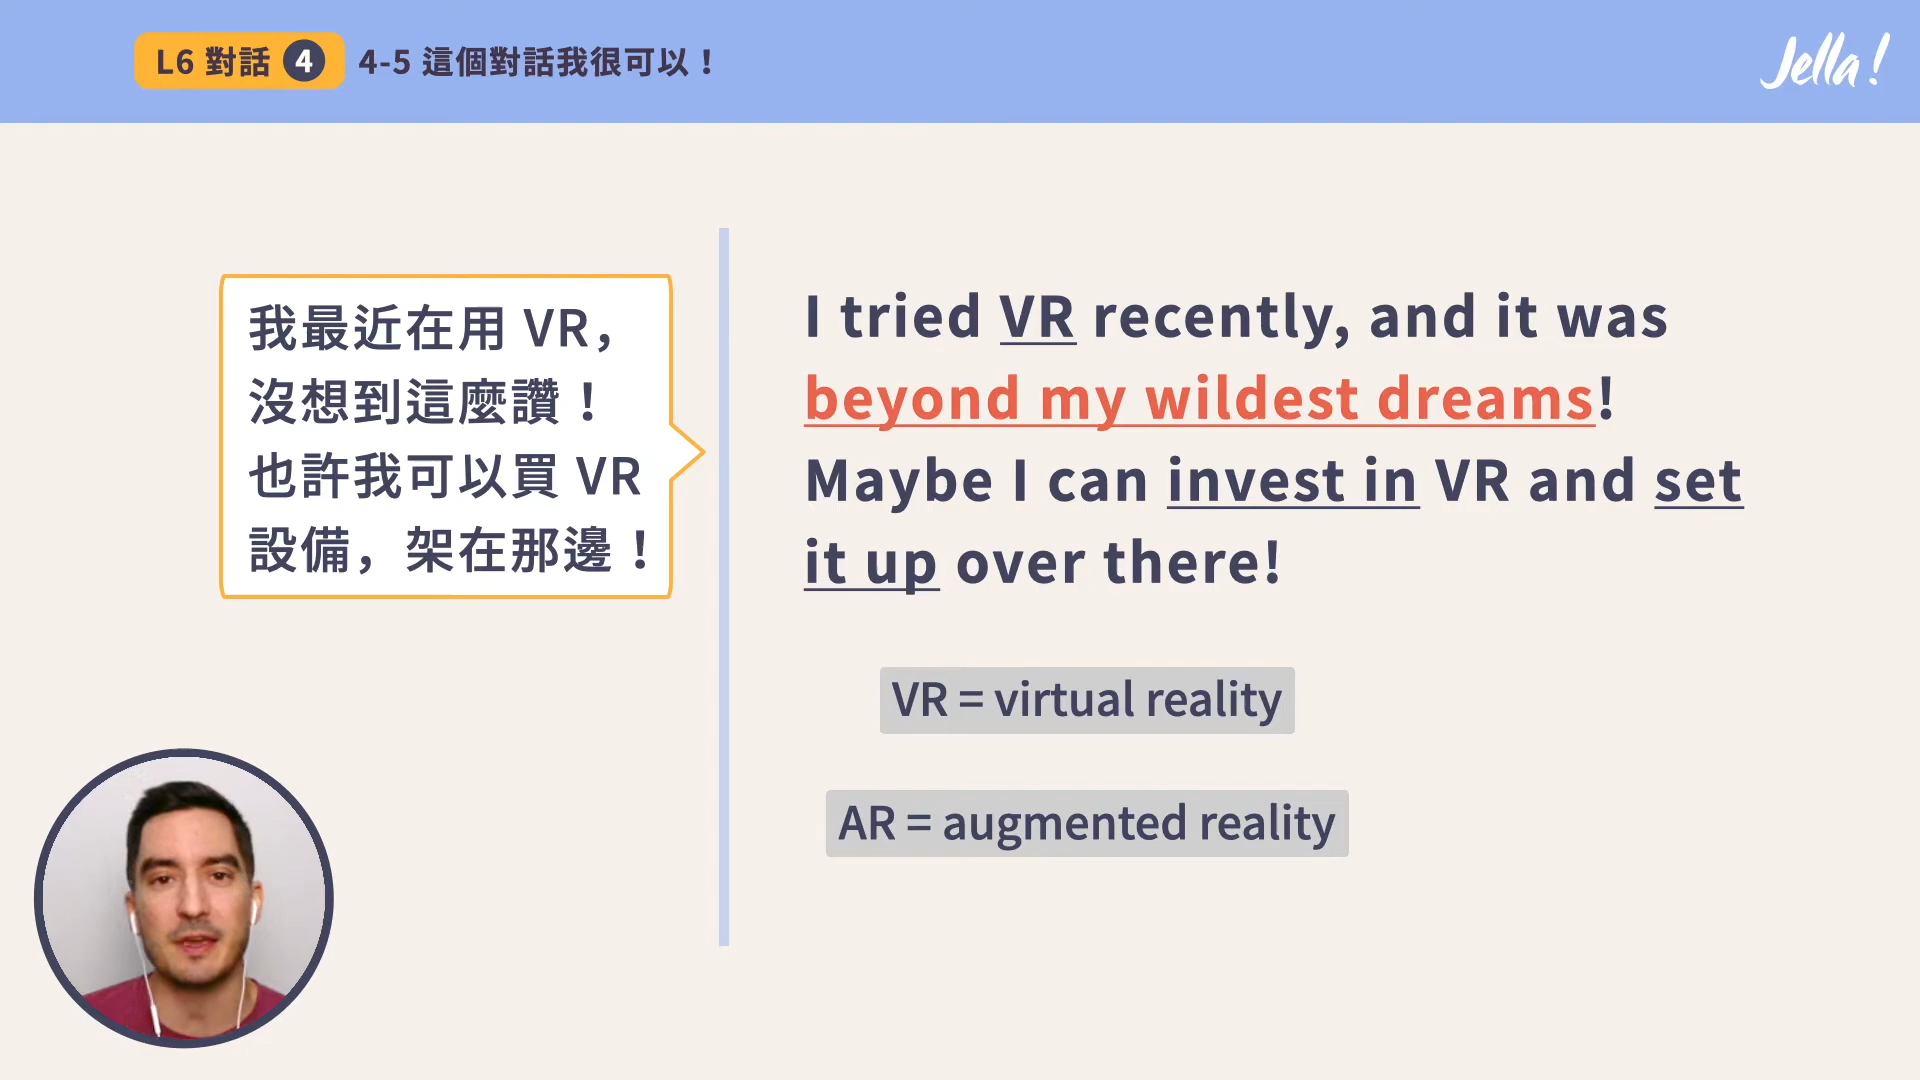 L6 對話 4 4-5 這個對話我很可以！
Jella!
我最近在用 VR，
沒想到這麼讚！
也許我可以買 VR
設備，架在那邊！
I tried VR recently, and it was
beyond my wildest dreams!
Maybe I can invest in VR and set
it up over there!
VR = virtual reality
AR = augmented reality